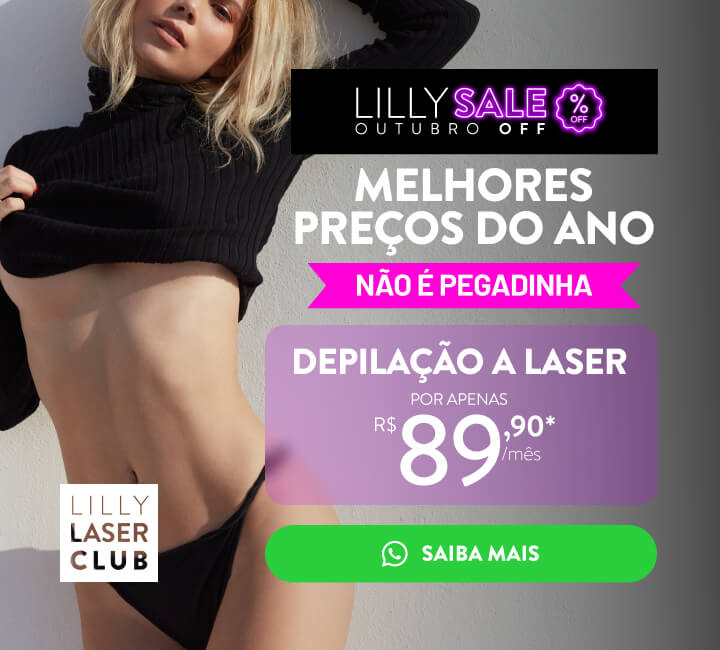 LILLY SALE % OFF
OUTUBRO OFF
MELHORES
PREÇOS DO ANO
NÃO É PEGADINHA
DEPILAÇÃO A LASER
POR APENAS
R$ 89,90*
/mês
LILLY
LASER
CLUB
SAIBA MAIS